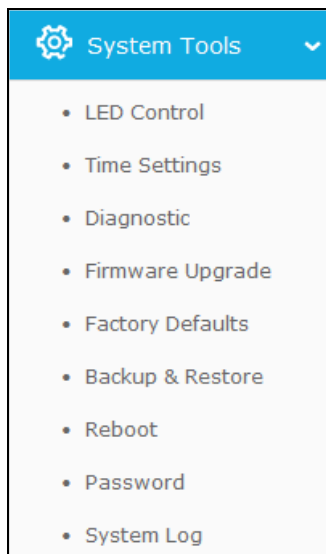 System Tools
• LED Control
• Time Settings
• Diagnostic
• Firmware Upgrade
• Factory Defaults
• Backup & Restore
• Reboot
• Password
• System Log